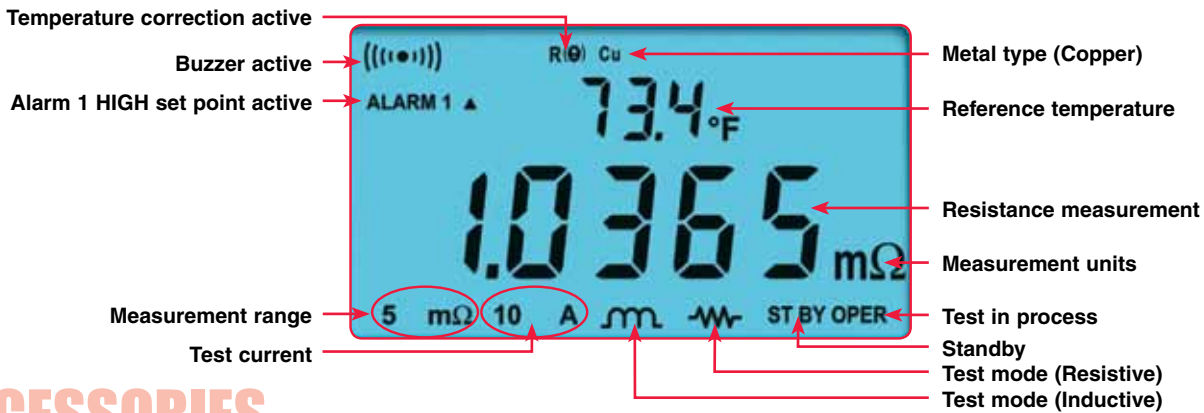 Temperature correction active
Buzzer active
Alarm 1 HIGH set point active
Measurement range
Test current
R(Θ) Cu
ALARM 1 ▲
73.4 °F
1.0365 mΩ
5 mΩ 10 A ST BY OPER
Metal type (Copper)
Reference temperature
Resistance measurement
Measurement units
Test in process
Standby
Test mode (Resistive)
Test mode (Inductive)
CESSORIES